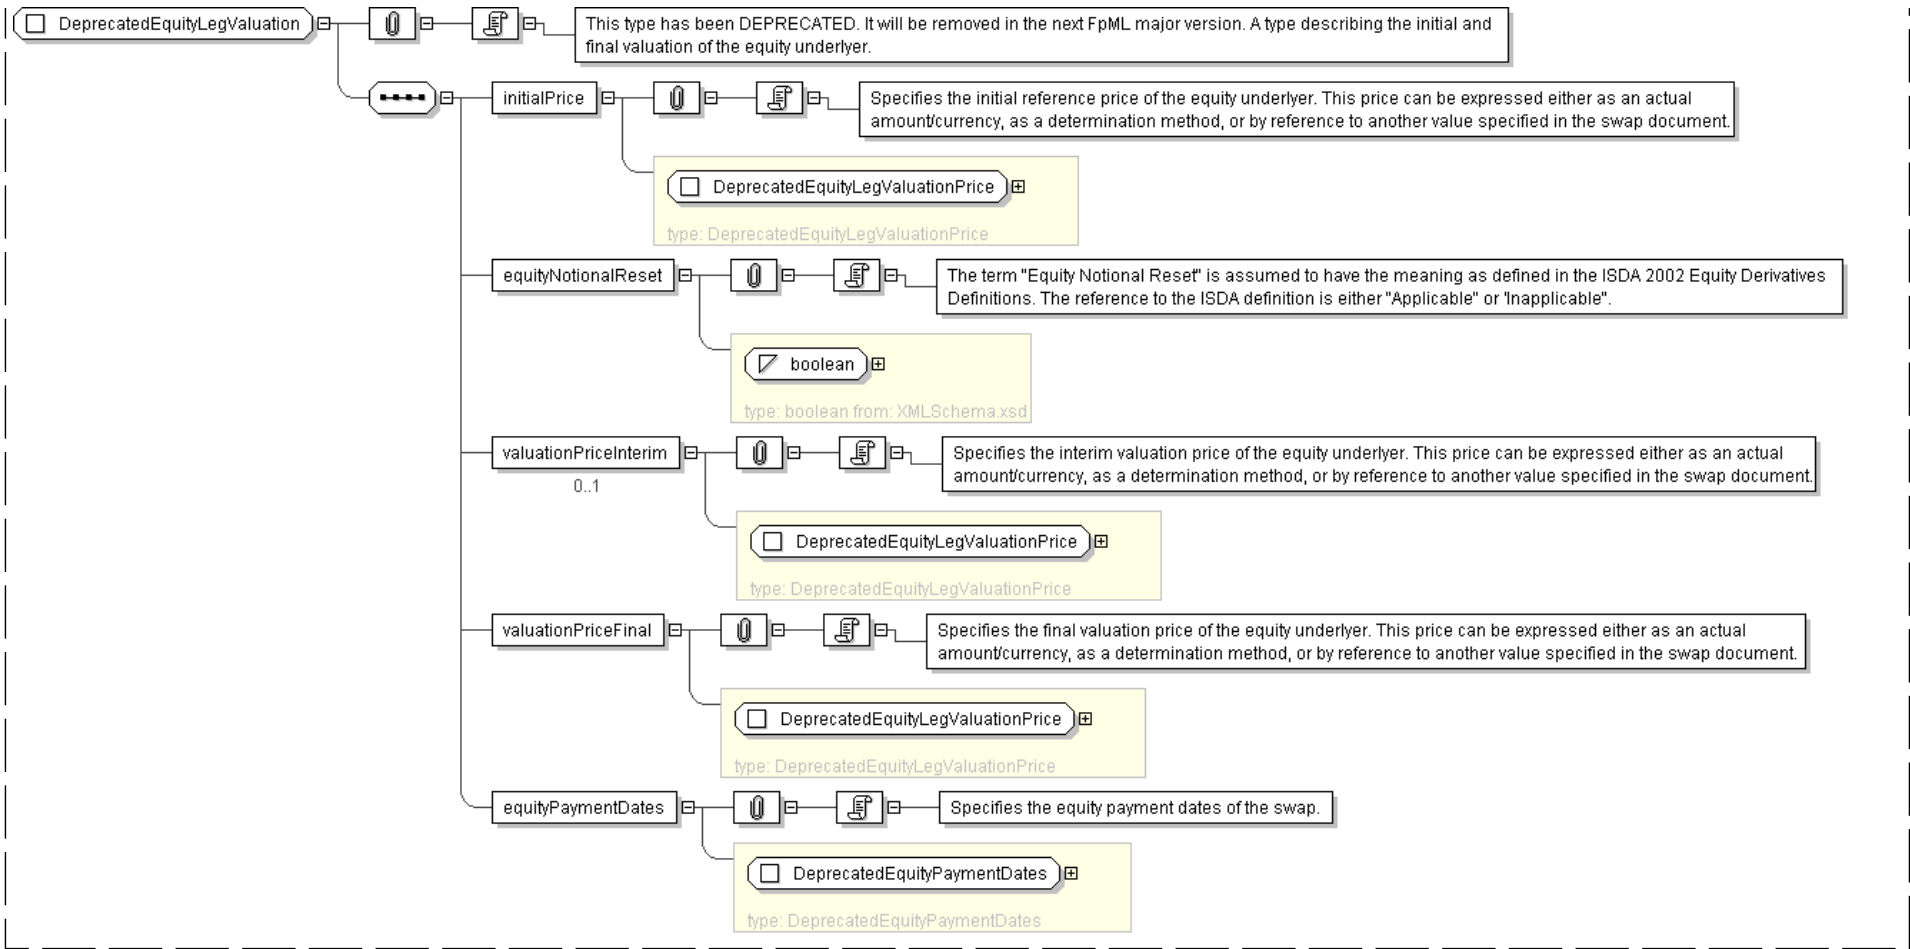 DeprecatedEquityLegValuation
This type has been DEPRECATED. It will be removed in the next FpML major version. A type describing the initial and
final valuation of the equity underlyer.
initialPrice
Specifies the initial reference price of the equity underlyer. This price can be expressed either as an actual
amount/currency, as a determination method, or by reference to another value specified in the swap document.
DeprecatedEquityLegValuationPrice
type: DeprecatedEquityLegValuationPrice
equityNotionalReset
The term "Equity Notional Reset" is assumed to have the meaning as defined in the ISDA 2002 Equity Derivatives
Definitions. The reference to the ISDA definition is either "Applicable" or 'Inapplicable".
boolean
type: boolean from: XMLSchema.xsd
valuationPriceInterim
0..1
Specifies the interim valuation price of the equity underlyer. This price can be expressed either as an actual
amount/currency, as a determination method, or by reference to another value specified in the swap document.
DeprecatedEquityLegValuationPrice
type: DeprecatedEquityLegValuationPrice
valuationPriceFinal
Specifies the final valuation price of the equity underlyer. This price can be expressed either as an actual
amount/currency, as a determination method, or by reference to another value specified in the swap document.
DeprecatedEquityLegValuationPrice
type: DeprecatedEquityLegValuationPrice
equityPaymentDates
Specifies the equity payment dates of the swap.
DeprecatedEquityPaymentDates
type: DeprecatedEquityPaymentDates